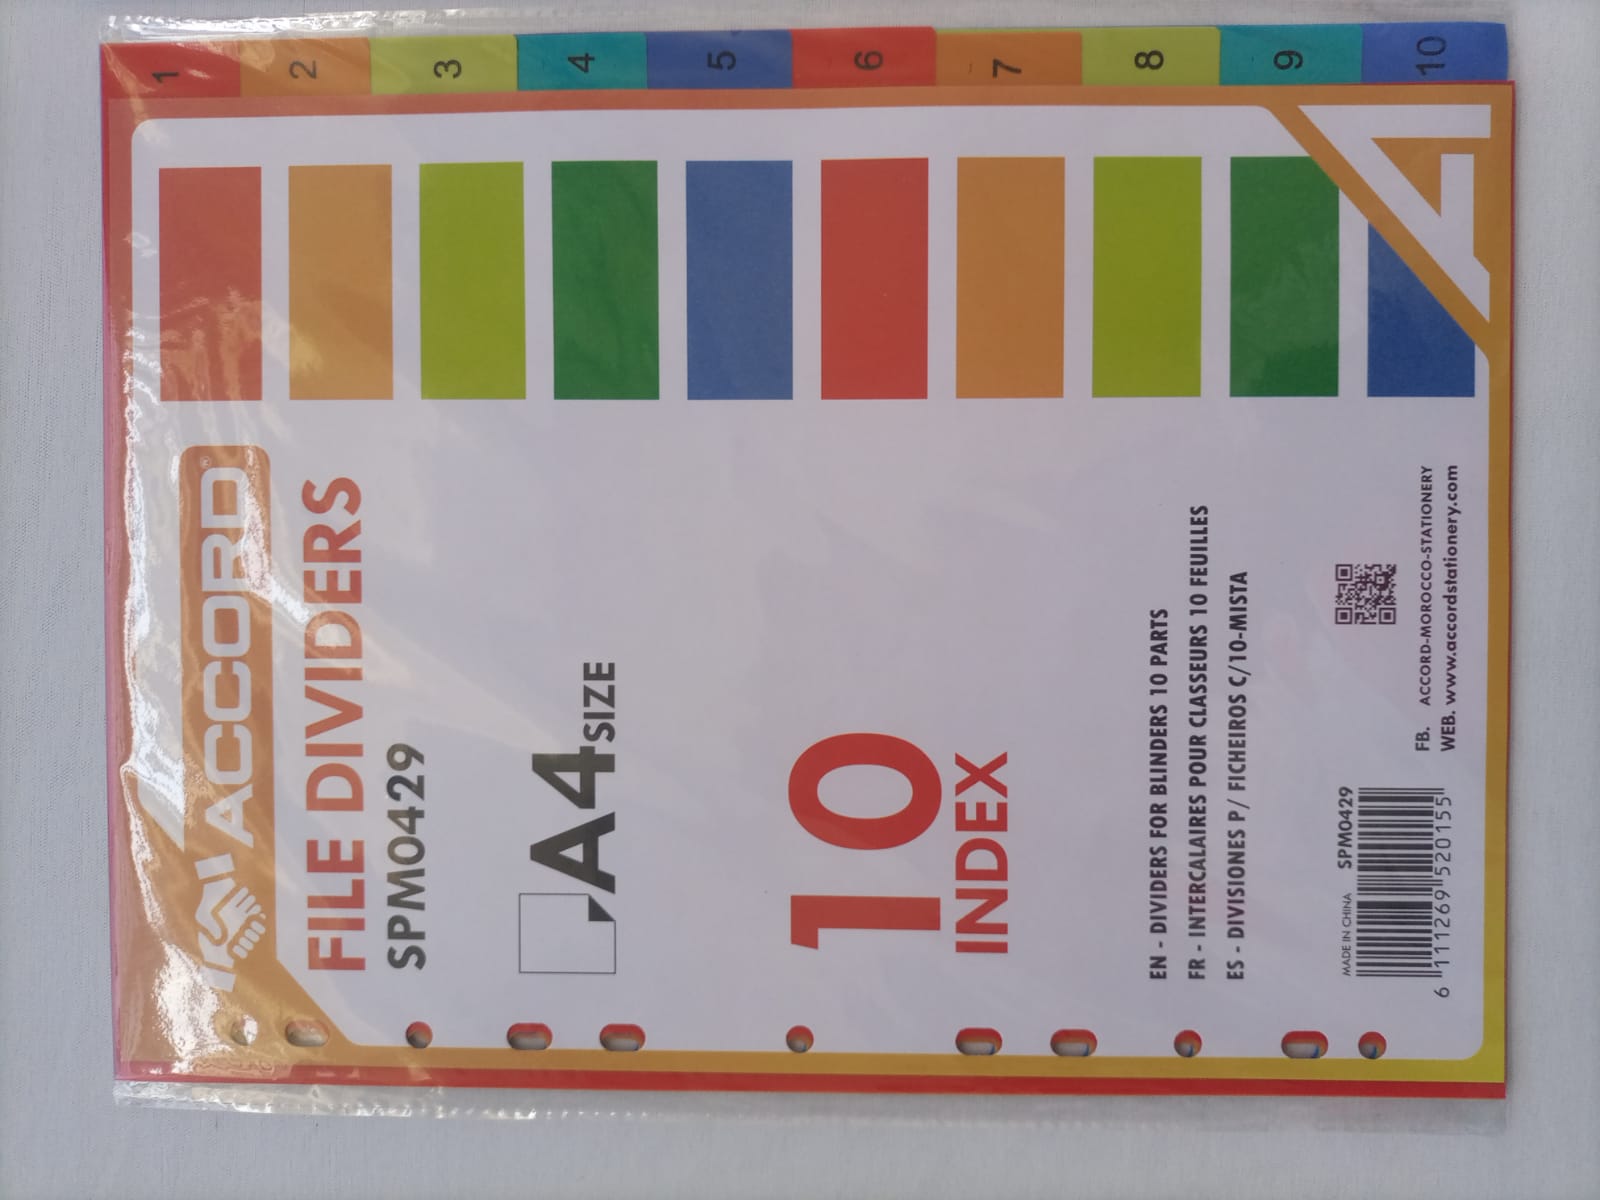 1
2
3
4
5
6
7
8
9
10
ACCORD®
FILE DIVIDERS
SPM0429
A4 SIZE
10
INDEX
EN - DIVIDERS FOR BLINDERS 10 PARTS
FR - INTERCALAIRES POUR CLASSEURS 10 FEUILLES
ES - DIVISIONES P/ FICHEIROS C/10-MISTA
MADE IN CHINA SPM0429
6 111269 520155
FB. ACCORD-MOROCCO-STATIONERY
WEB. www.accordstationery.com